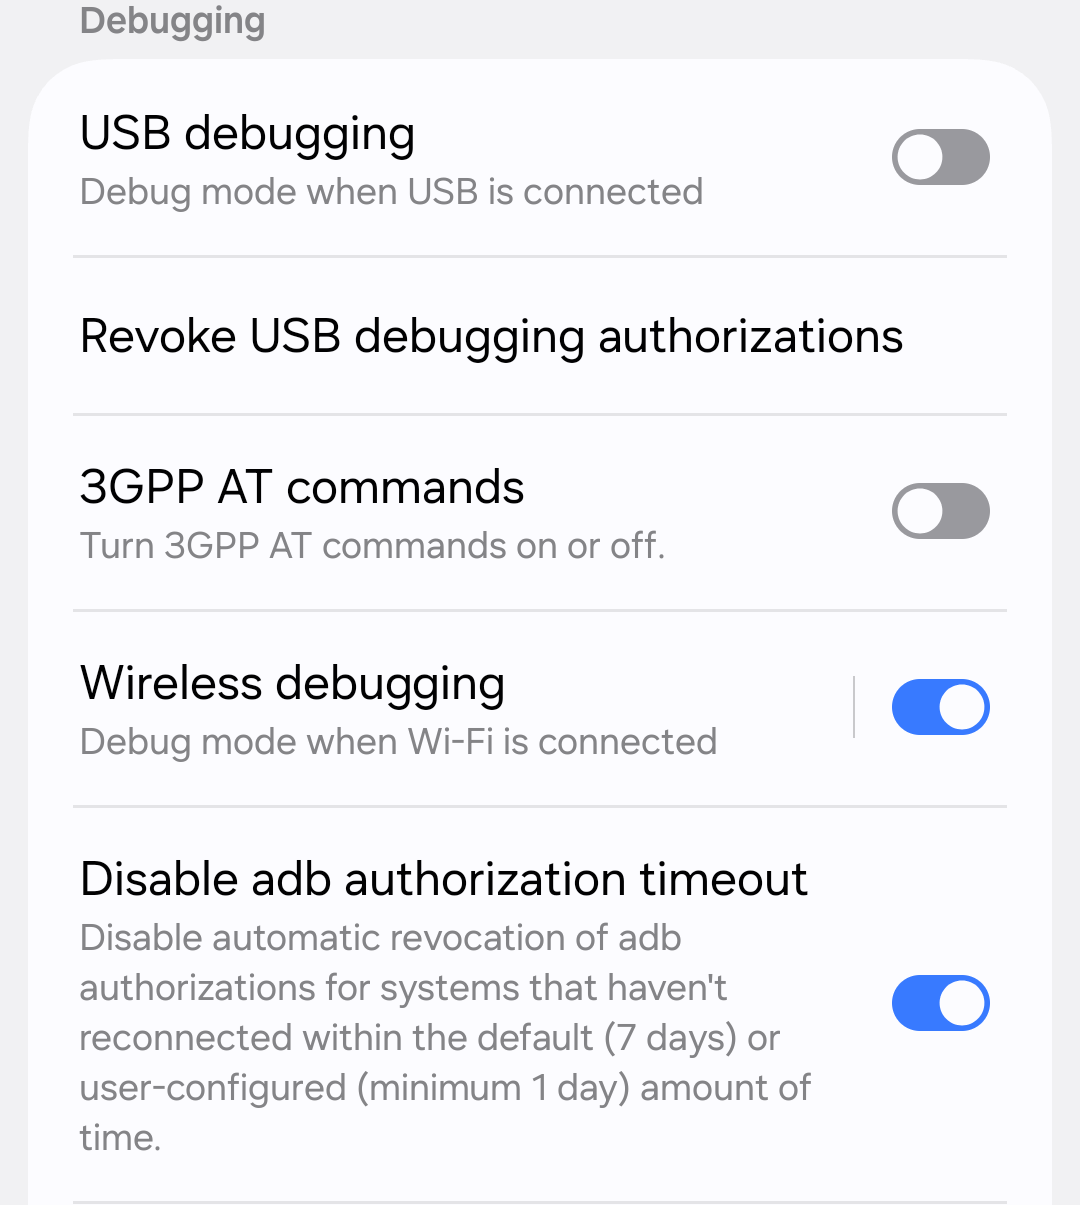 Debugging
USB debugging
Debug mode when USB is connected
Revoke USB debugging authorizations
3GPP AT commands
Turn 3GPP AT commands on or off.
Wireless debugging
Debug mode when Wi-Fi is connected
Disable adb authorization timeout
Disable automatic revocation of adb
authorizations for systems that haven't
reconnected within the default (7 days) or
user-configured (minimum 1 day) amount of
time.